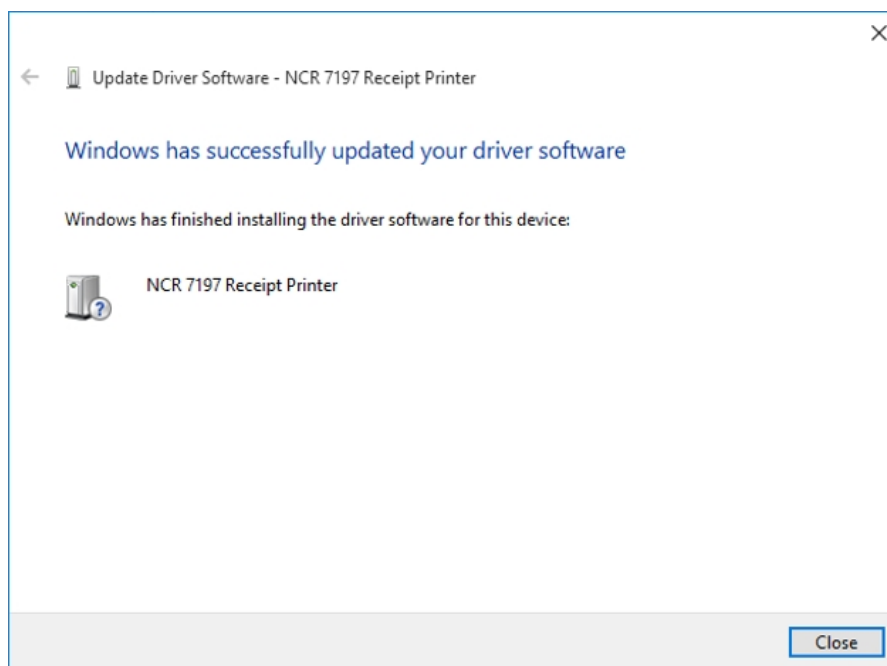 Update Driver Software - NCR 7197 Receipt Printer
Windows has successfully updated your driver software
Windows has finished installing the driver software for this device:
NCR 7197 Receipt Printer
?
Close